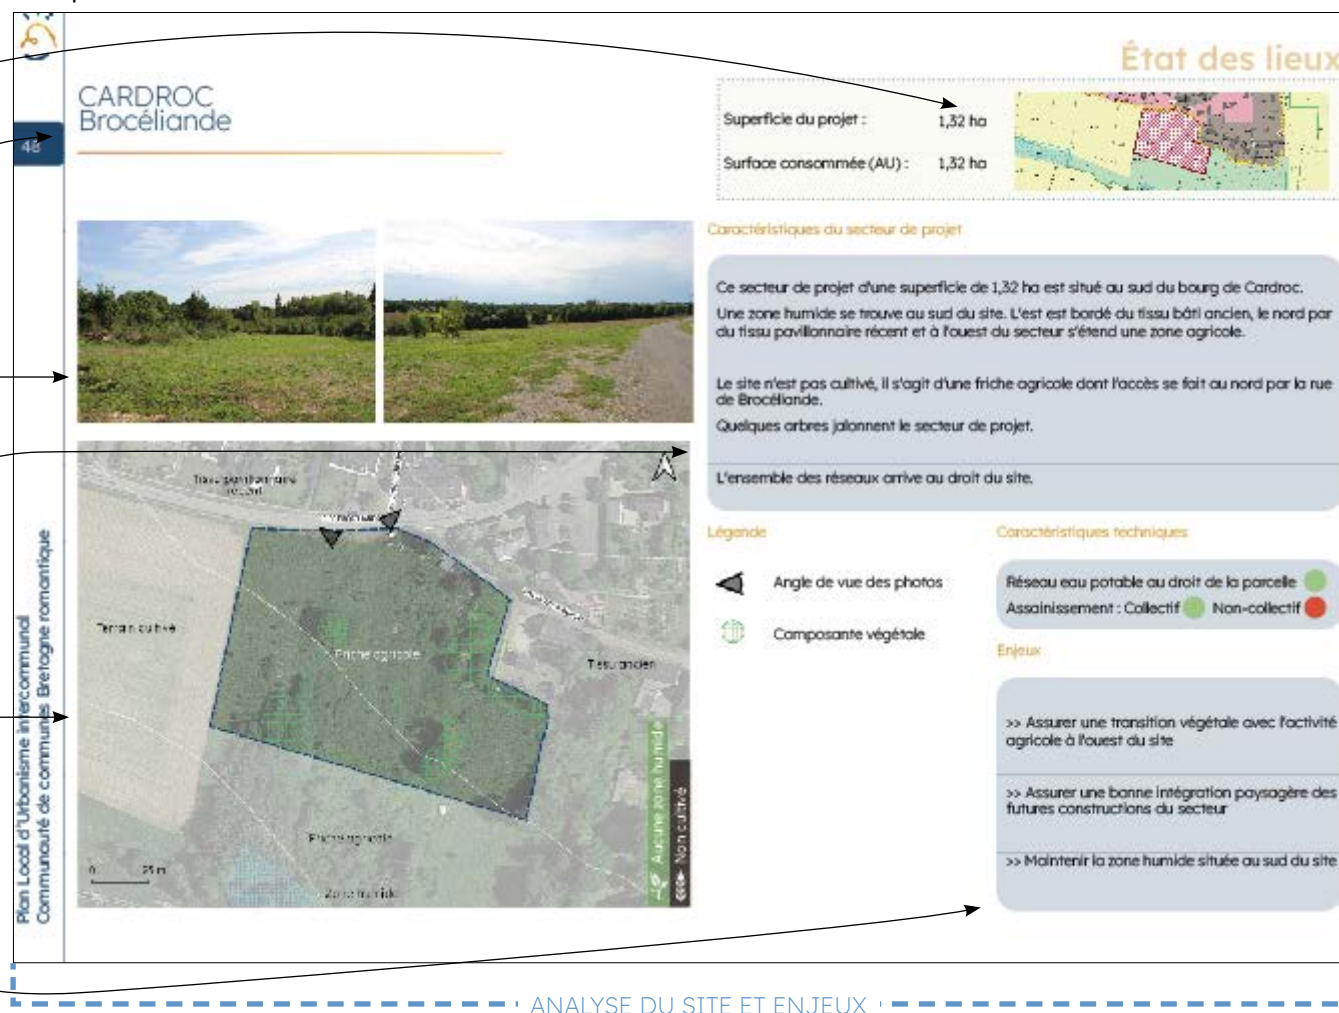 État des lieux
CARDROC
Brocéliande
48
Superficie du projet : 1,32 ha
Surface consommée (AU) : 1,32 ha
Caractéristiques du secteur de projet
Ce secteur de projet d'une superficie de 1,32 ha est situé au sud du bourg de Cardroc.
Une zone humide se trouve au sud du site. L'est est bordé du tissu bâti ancien, le nord par
du tissu pavillonnaire récent et à l'ouest du secteur s'étend une zone agricole.
Le site n'est pas cultivé, il s'agit d'une friche agricole dont l'accès se fait au nord par la rue
de Brocéliande.
Quelques arbres jalonnent le secteur de projet.
L'ensemble des réseaux arrive au droit du site.
Tissu pavillonnaire
récent
Terrain cultivé
Friche agricole
Tissu ancien
Friche agricole
Zone humide
0 25 m
Aucune zone humide
Non cultivé
Légende
Angle de vue des photos
Composante végétale
Caractéristiques techniques
Réseau eau potable au droit de la parcelle
Assainissement : Collectif Non-collectif
Enjeux
>> Assurer une transition végétale avec l'activité
agricole à l'ouest du site
>> Assurer une bonne intégration paysagère des
futures constructions du secteur
>> Maintenir la zone humide située au sud du site
Plan Local d'Urbanisme intercommunal
Communauté de communes Bretagne romantique
ANALYSE DU SITE ET ENJEUX